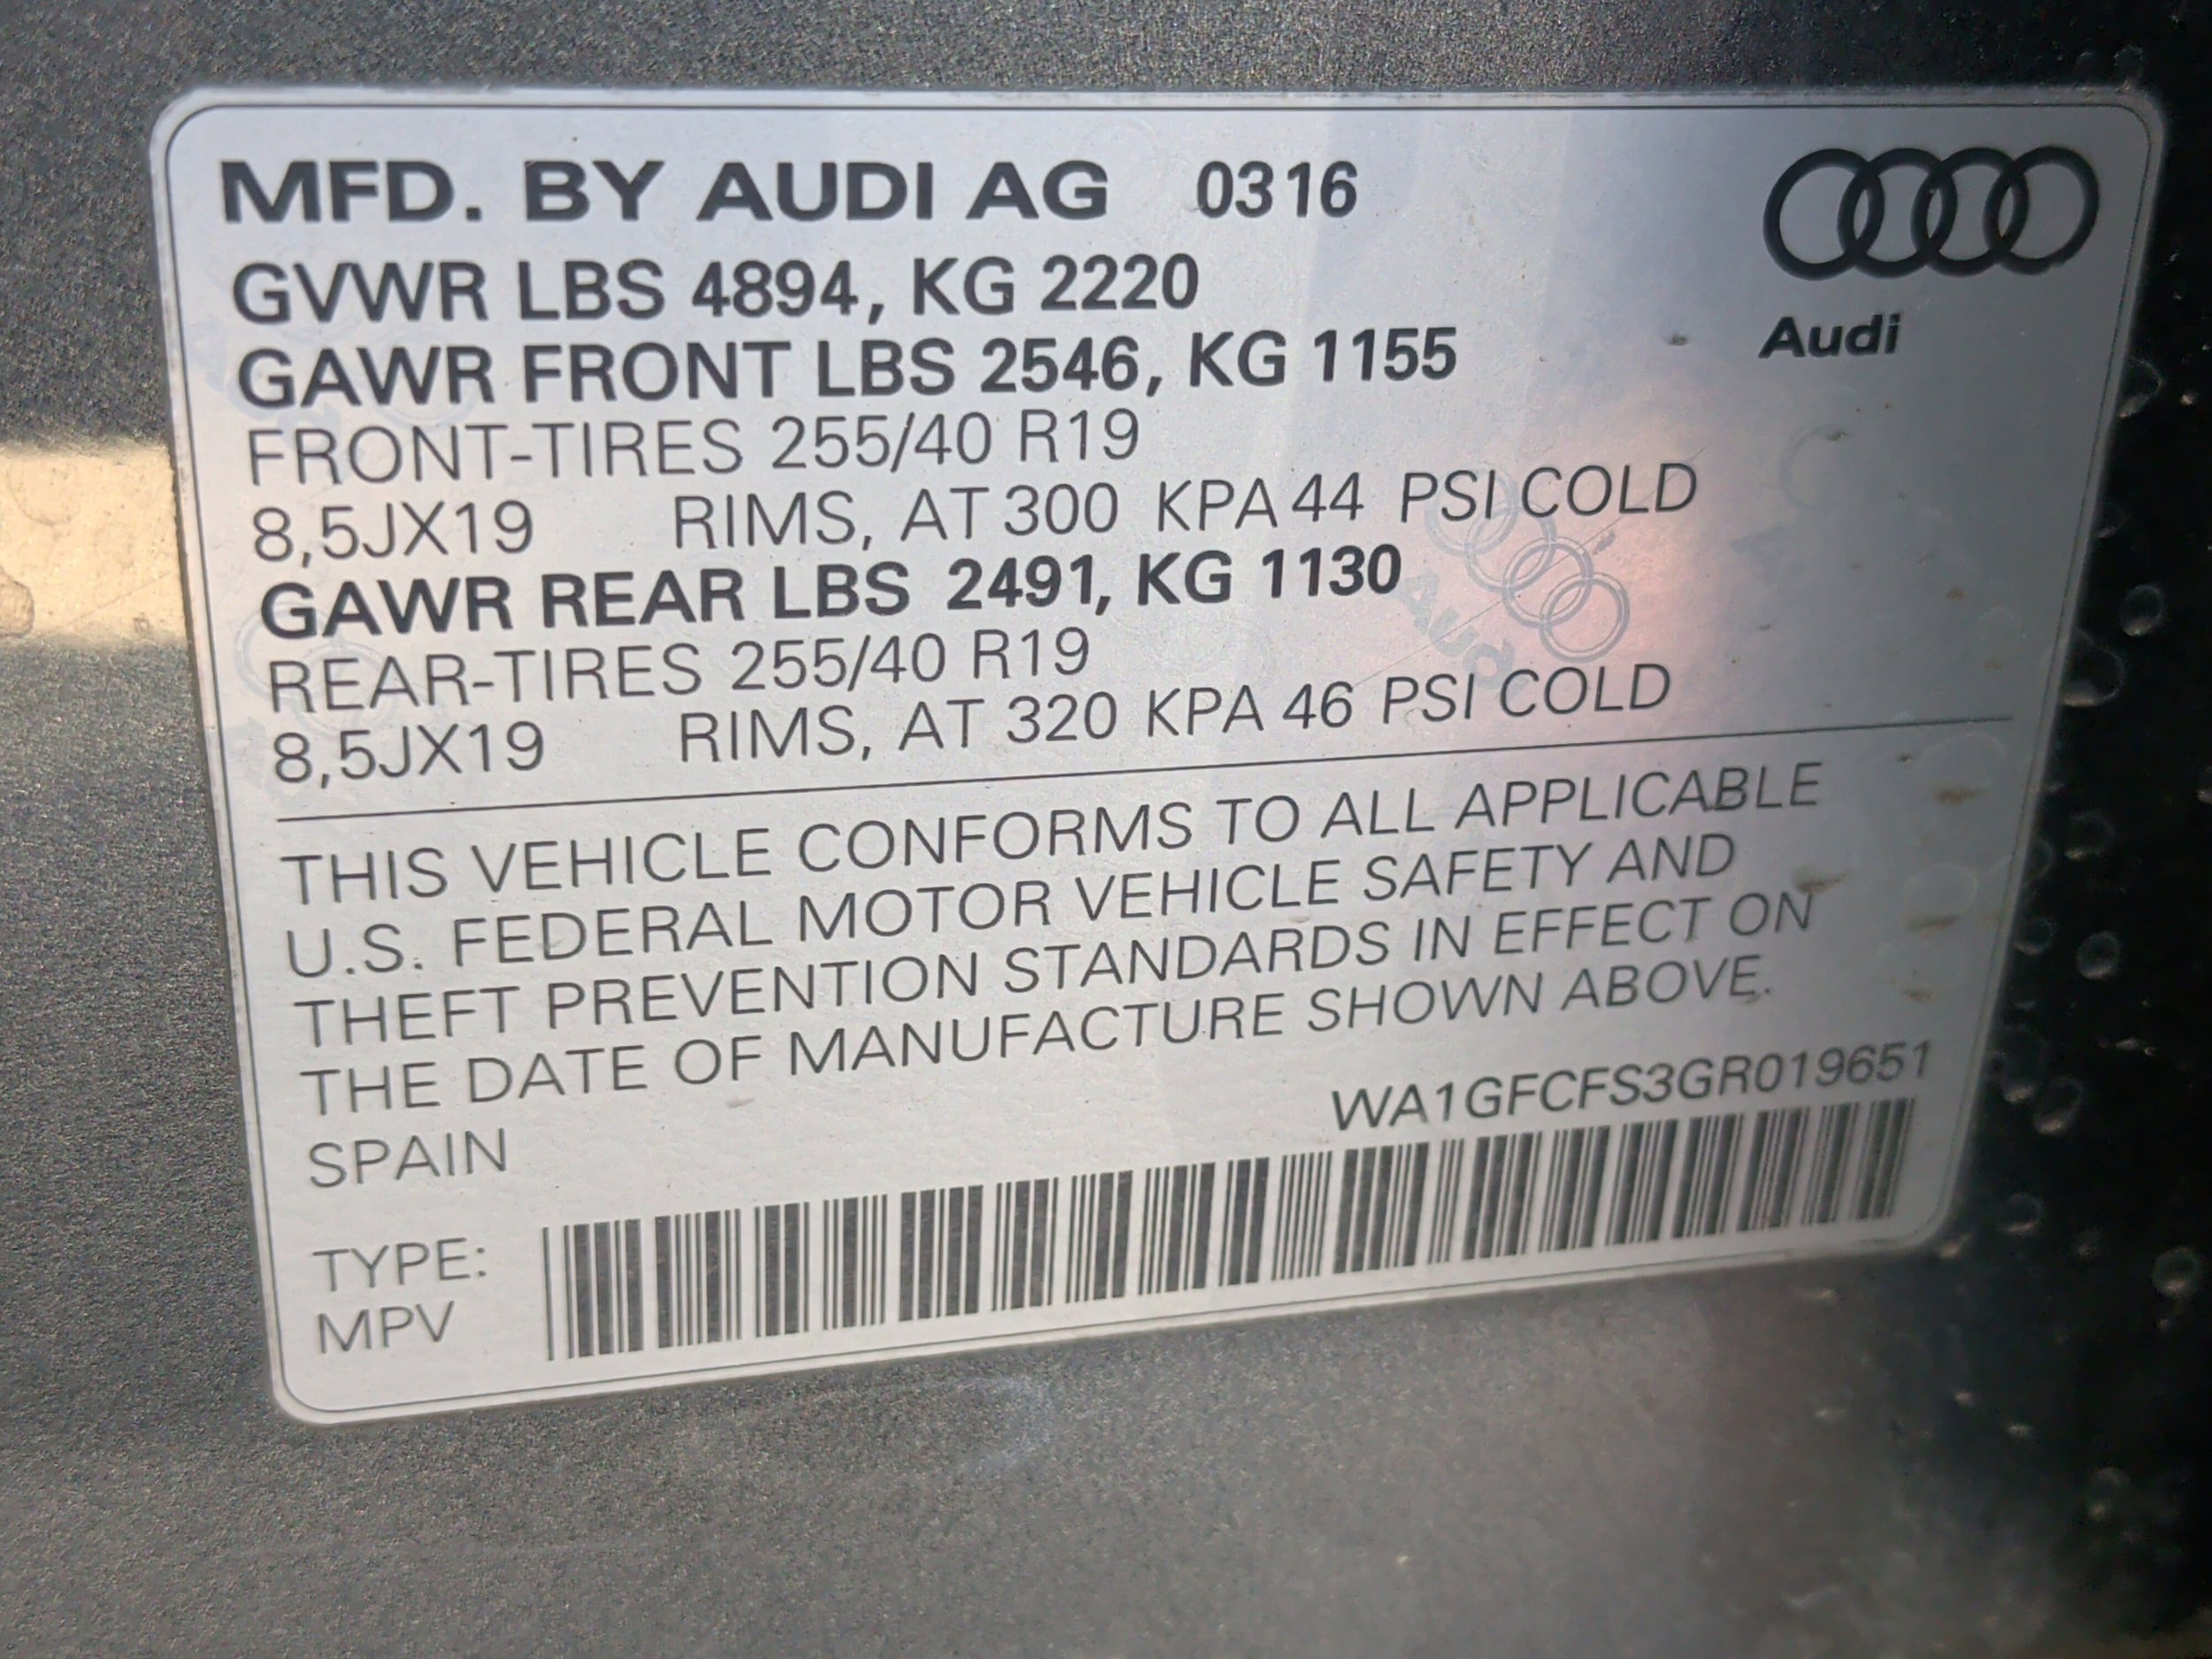 MFD. BY AUDI AG 0316
GVWR LBS 4894, KG 2220
GAWR FRONT LBS 2546, KG 1155
FRONT-TIRES 255/40 R19
8,5JX19 RIMS, AT 300 KPA 44 PSI COLD
GAWR REAR LBS 2491, KG 1130
REAR-TIRES 255/40 R19
8,5JX19 RIMS, AT 320 KPA 46 PSI COLD
Audi
Audi
THIS VEHICLE CONFORMS TO ALL APPLICABLE
U.S. FEDERAL MOTOR VEHICLE SAFETY AND
THEFT PREVENTION STANDARDS IN EFFECT ON
THE DATE OF MANUFACTURE SHOWN ABOVE.
SPAIN
WA1GFCFS3GR019651
TYPE:
MPV